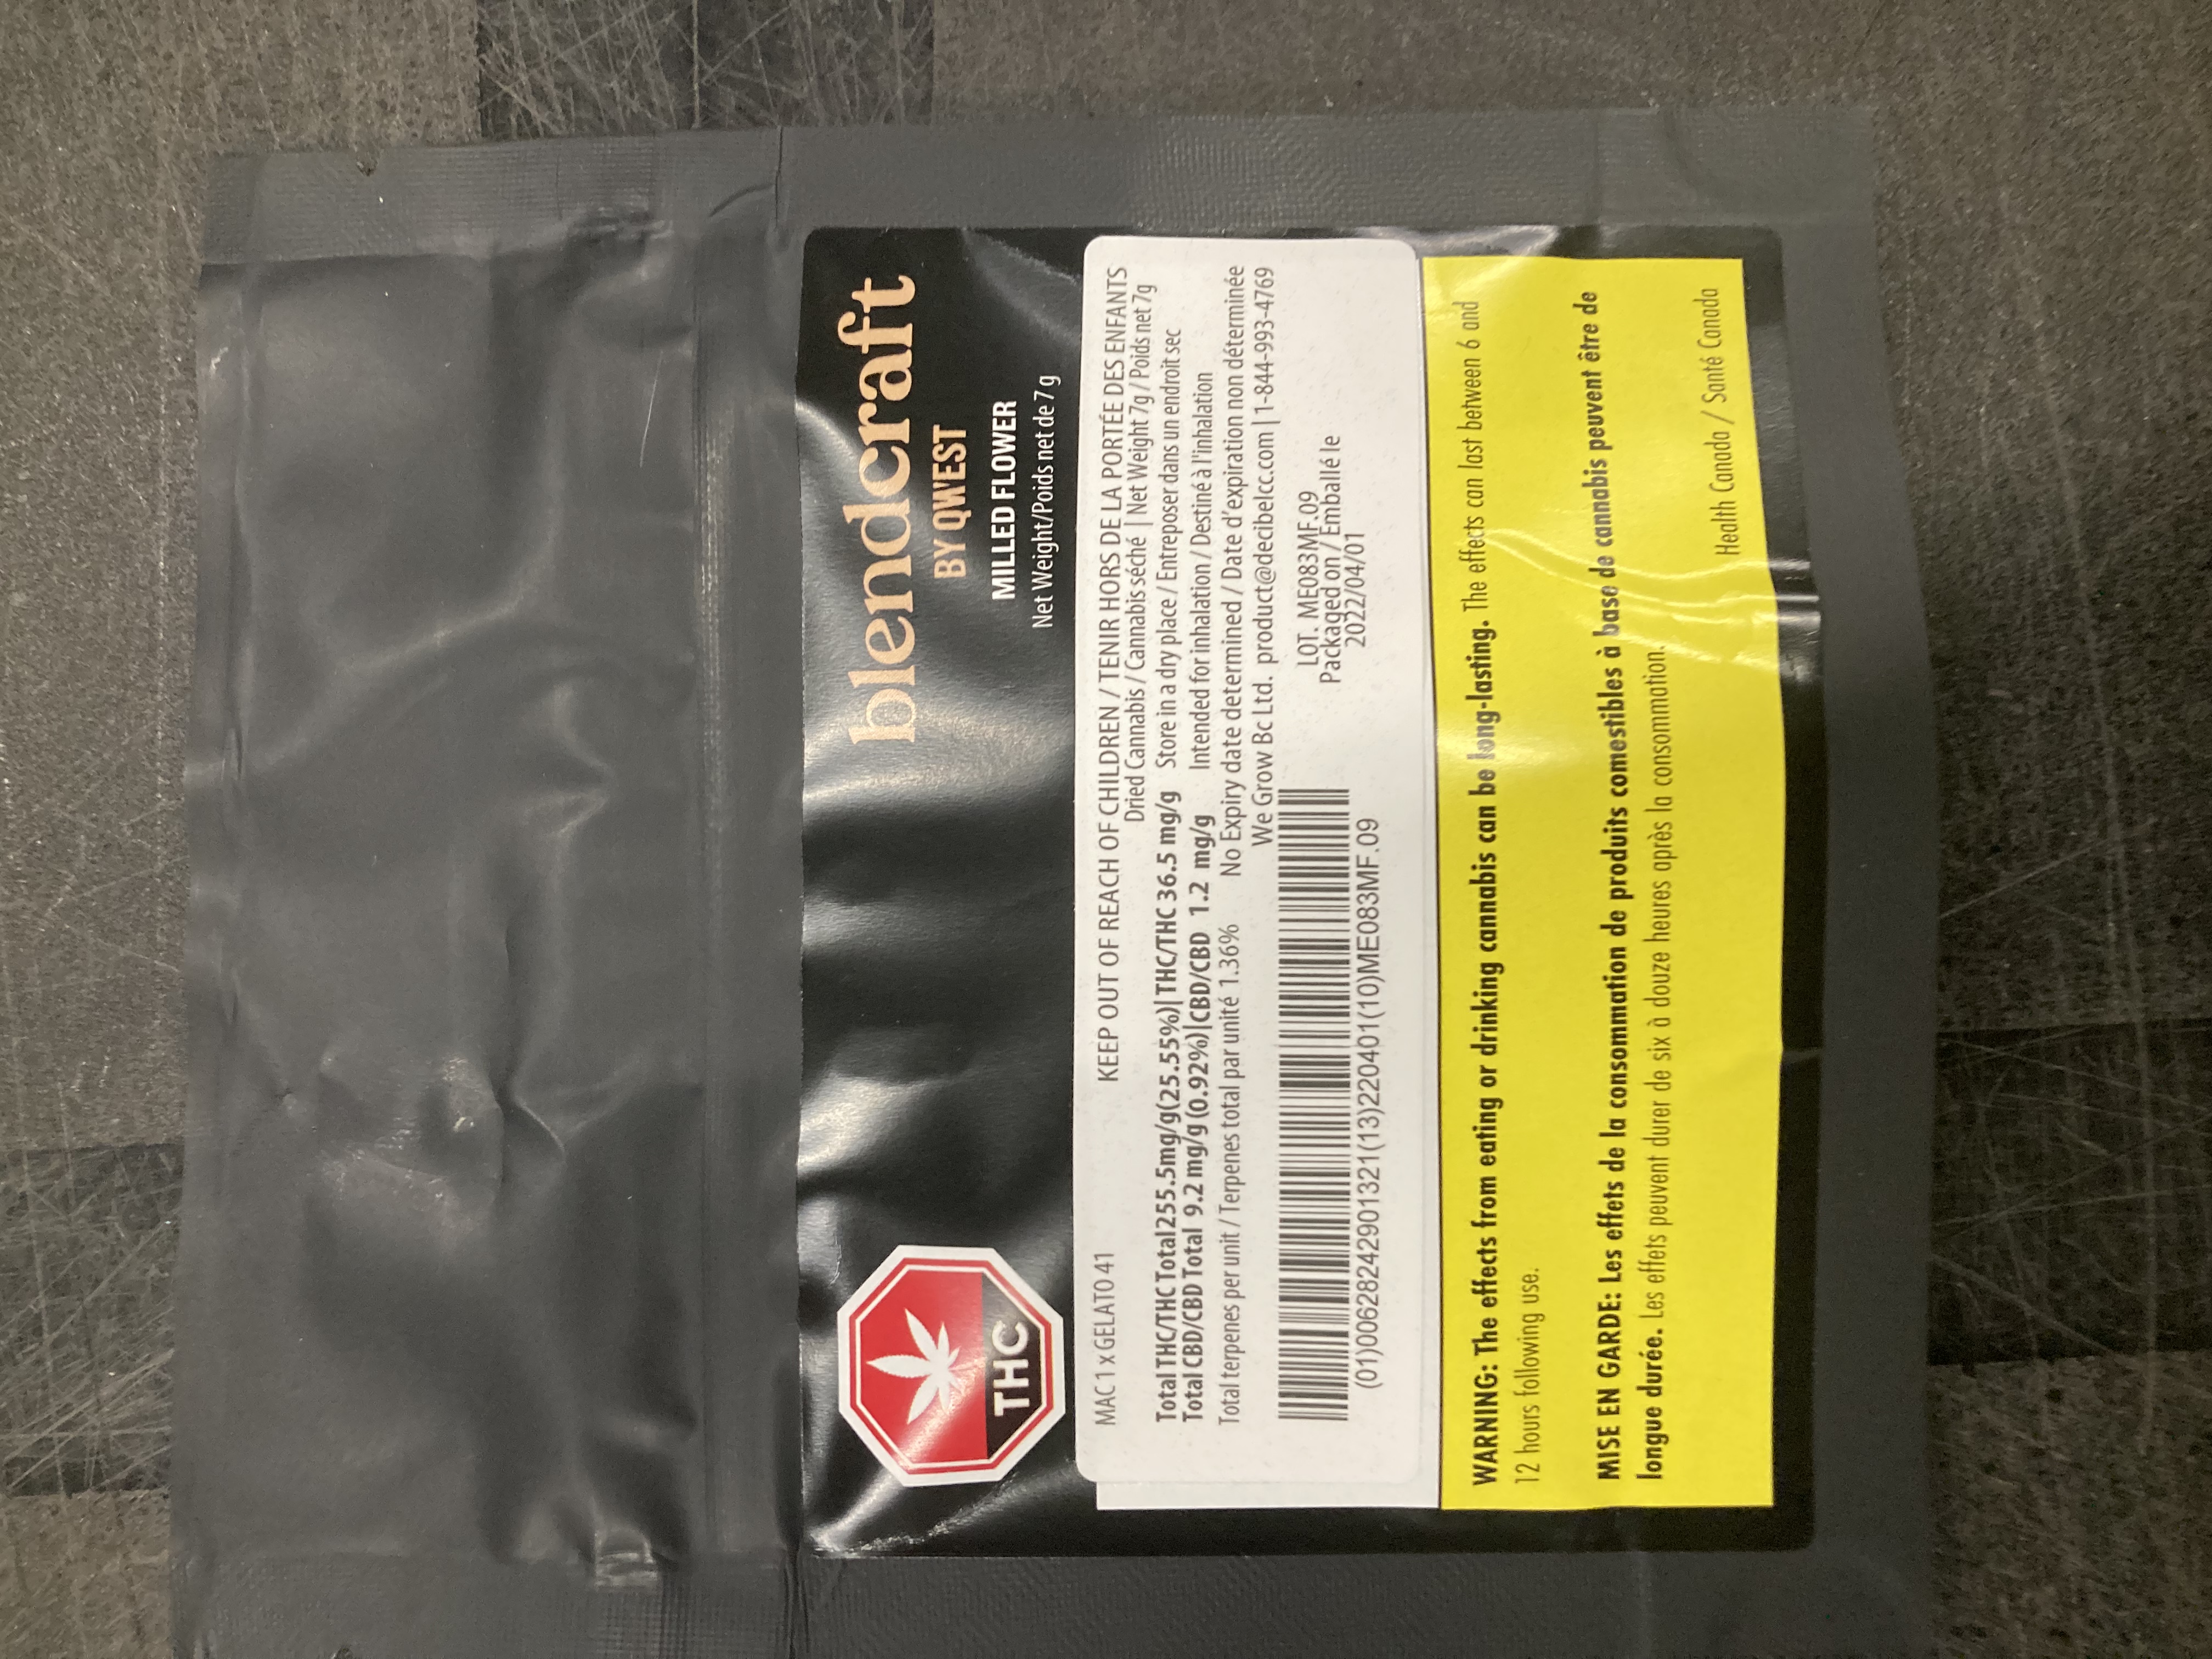 THC
blendcraft
BY QWEST
MILLED FLOWER
Net Weight/Poids net de 7 g
MAC 1 x GELATO 41
KEEP OUT OF REACH OF CHILDREN / TENIR HORS DE LA PORTÉE DES ENFANTS
Dried Cannabis / Cannabis séché | Net Weight 7g / Poids net 7g
Total THC/THC Total 255.5mg/g(25.55%)| THC/THC 36.5 mg/g Store in a dry place / Entreposer dans un endroit sec
Total CBD/CBD Total 9.2 mg/g (0.92%)|CBD/CBD 1.2 mg/g Intended for inhalation / Destiné à l'inhalation
Total terpenes per unit / Terpenes total par unité 1.36% No Expiry date determined / Date d'expiration non déterminée
We Grow Bc Ltd. product@decibelcc.com | 1-844-993-4769
LOT. ME083MF.09
Packaged on / Emballé le
2022/04/01
(01)00628242901321(13)220401(10)ME083MF.09
WARNING: The effects from eating or drinking cannabis can be long-lasting. The effects can last between 6 and
12 hours following use.
MISE EN GARDE: Les effets de la consommation de produits comestibles à base de cannabis peuvent être de
longue durée. Les effets peuvent durer de six à douze heures après la consommation.
Health Canada / Santé Canada